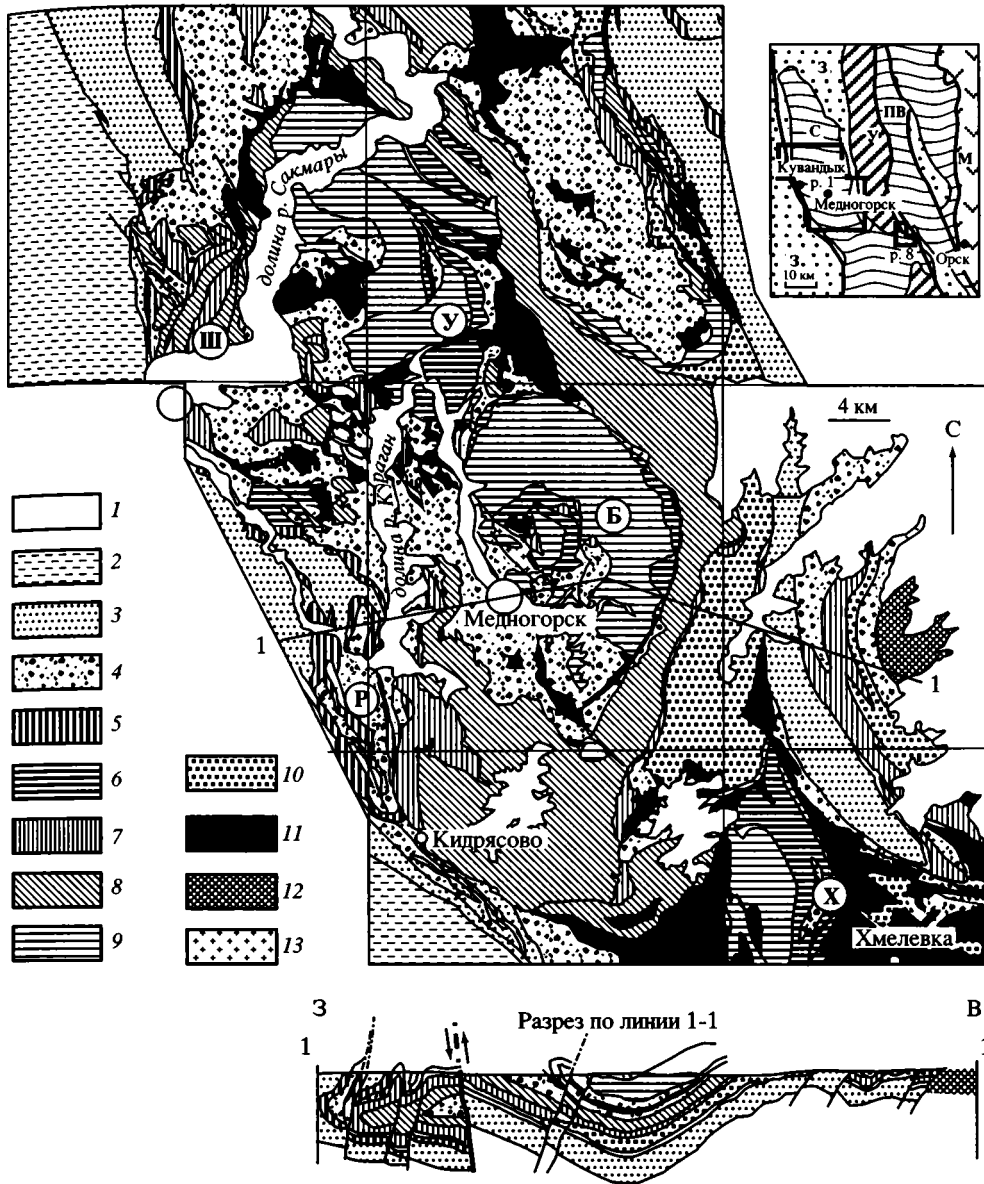 З
ПВ
С
У
М
Кувандык
р. 1
Медногорск
З
10 км
р. 8
Орск
долина р. Сакмары
Ш
У
4 км
С
долина р. Кураган
Б
Медногорск
1
1
Р
Кидрясово
Х
Хмелевка
1
2
3
4
5
6
7
8
9
10
11
12
13
З
Разрез по линии 1-1
В
1
1